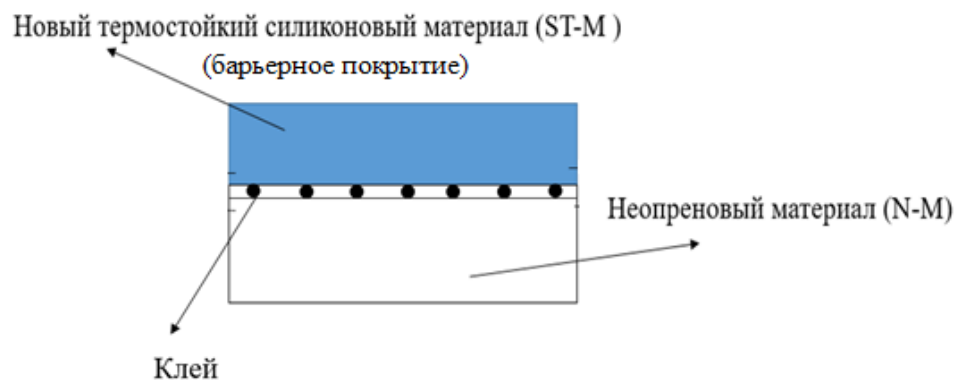 Новый термостойкий силиконовый материал (ST-M )
(барьерное покрытие)
Неопреновый материал (N-M)
Клей